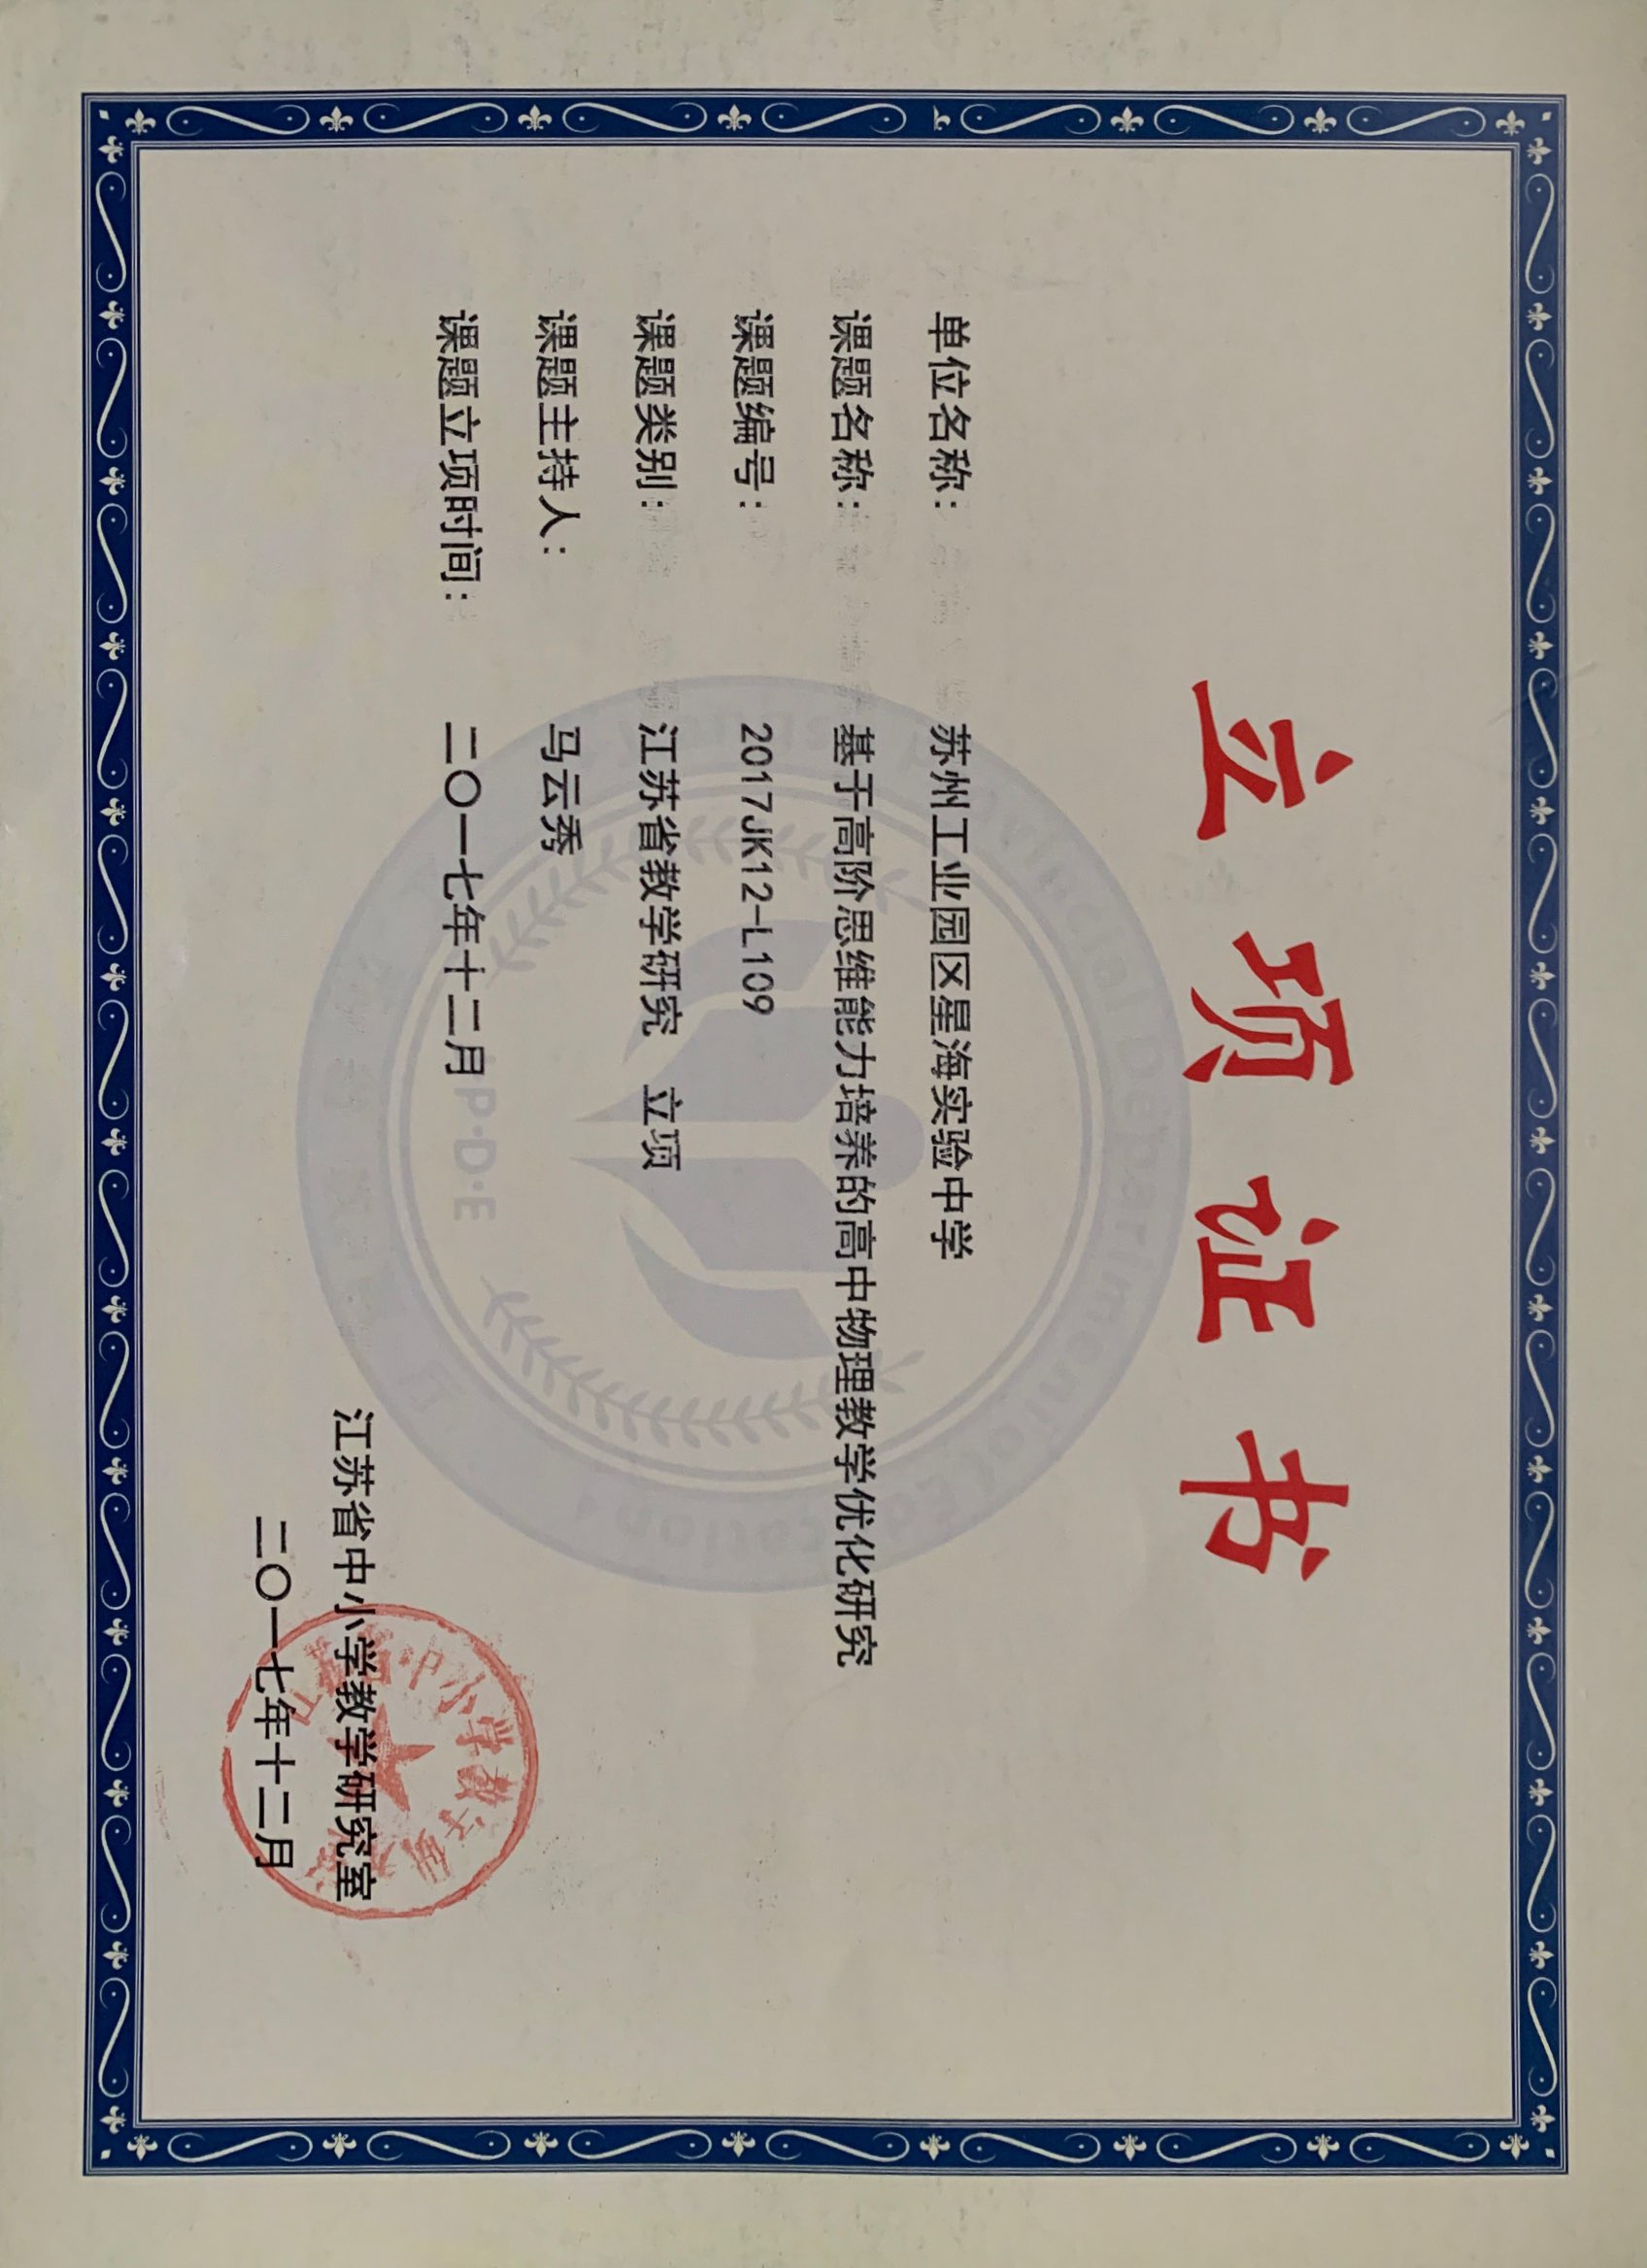 立项证书
单位名称： 苏州工业园区星海实验中学
课题名称： 基于高阶思维能力培养的高中物理教学优化研究
课题编号： 2017JK12-L109
课题类别： 江苏省教学研究 立项
课题主持人： 马云秀
课题立项时间： 二〇一七年十二月
江苏省中小学教学研究室
二〇一七年十二月